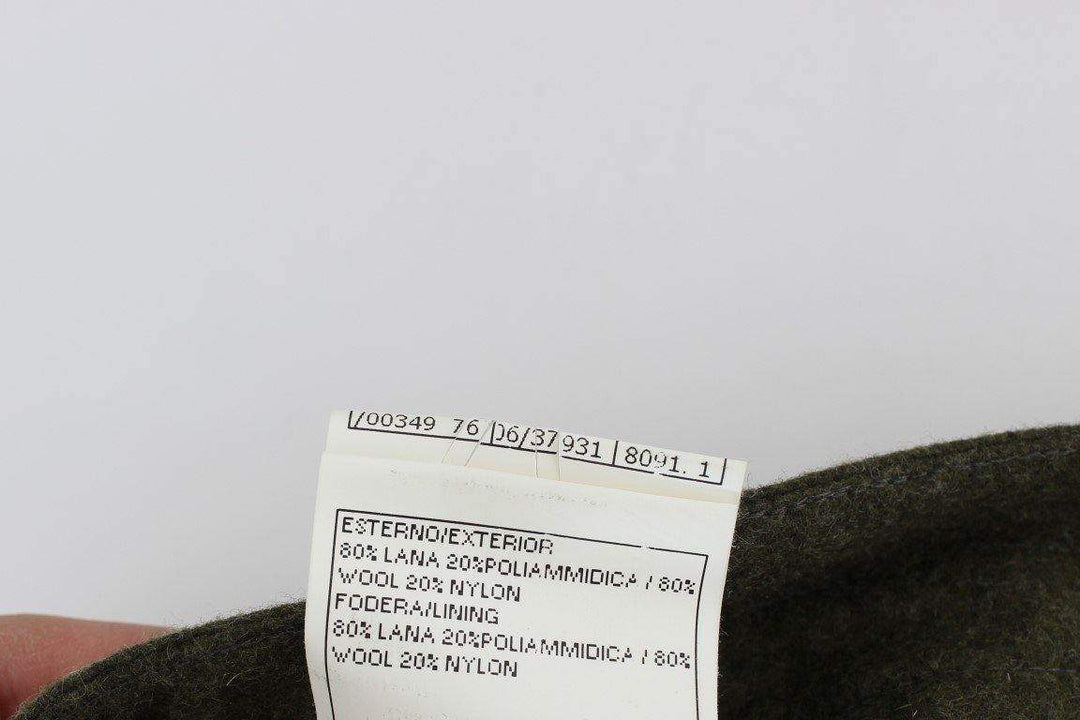 /00349 76 06/37931 8091. 1
ESTERNO/EXTERIOR
80% LANA 20%POLIAMMIDICA / 80%
WOOL 20% NYLON
FODERA/LINING
80% LANA 20%POLIAMMIDICA / 80%
WOOL 20% NYLON